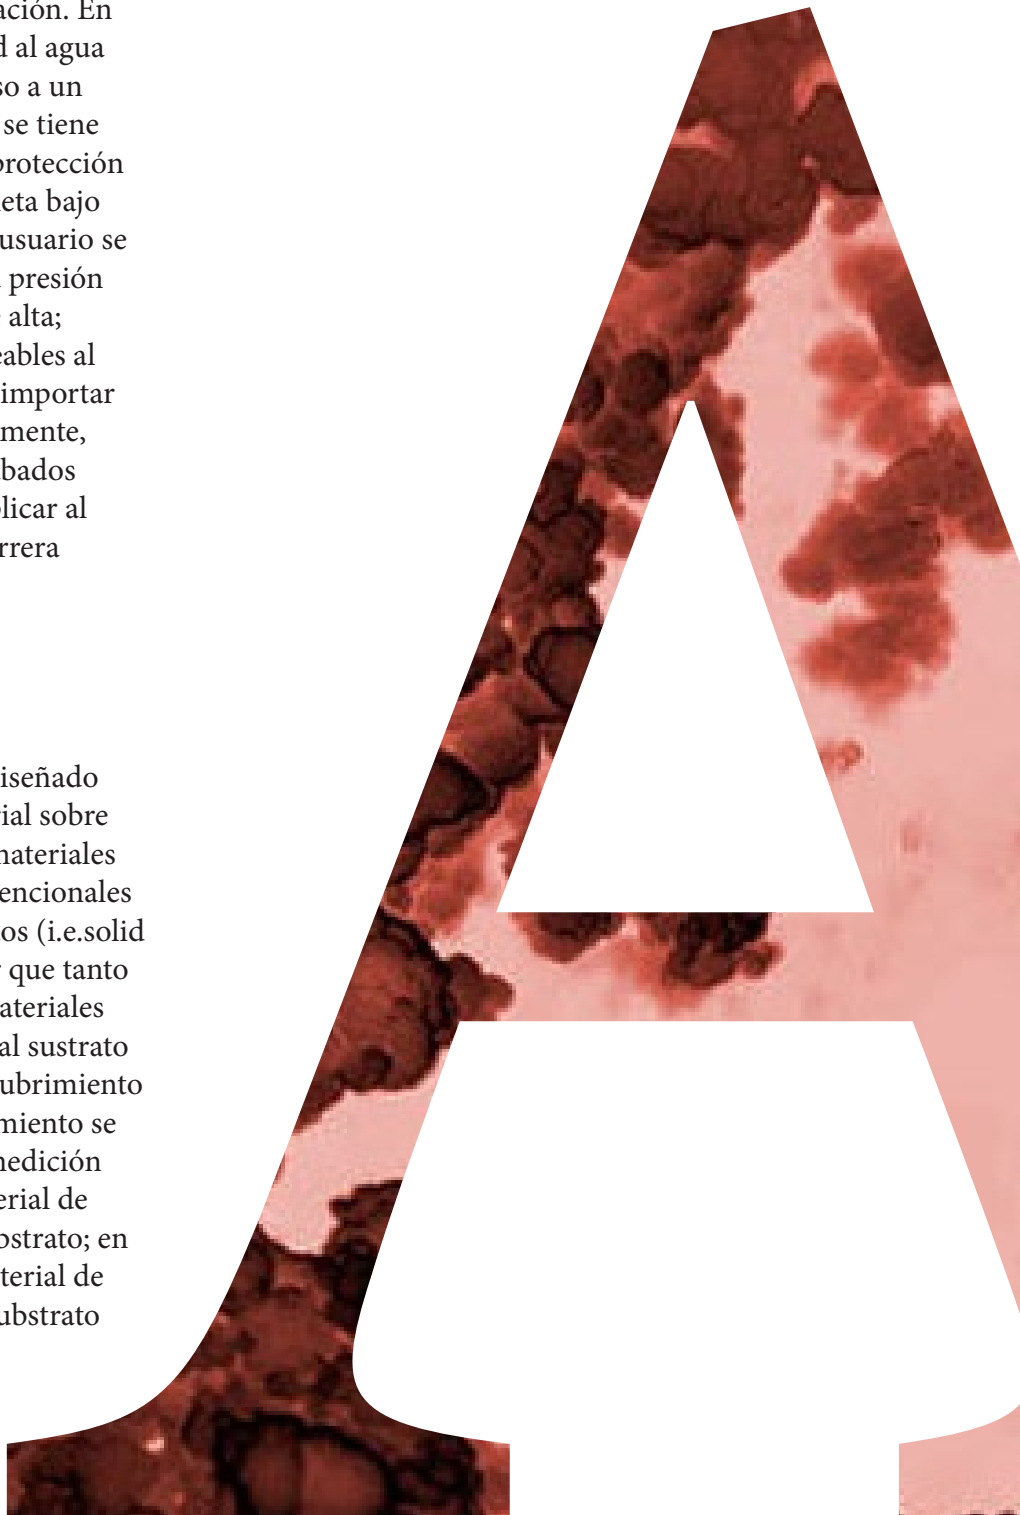 ación. En
d al agua
so a un
se tiene
protección
eta bajo
usuario se
presión
alta;
eables al
importar
mente,
bados
licar al
rrera
iseñado
ial sobre
materiales
encionales
os (i.e.solid
que tanto
ateriales
al sustrato
ubrimiento
miento se
medición
erial de
bstrato; en
terial de
ubstrato
A